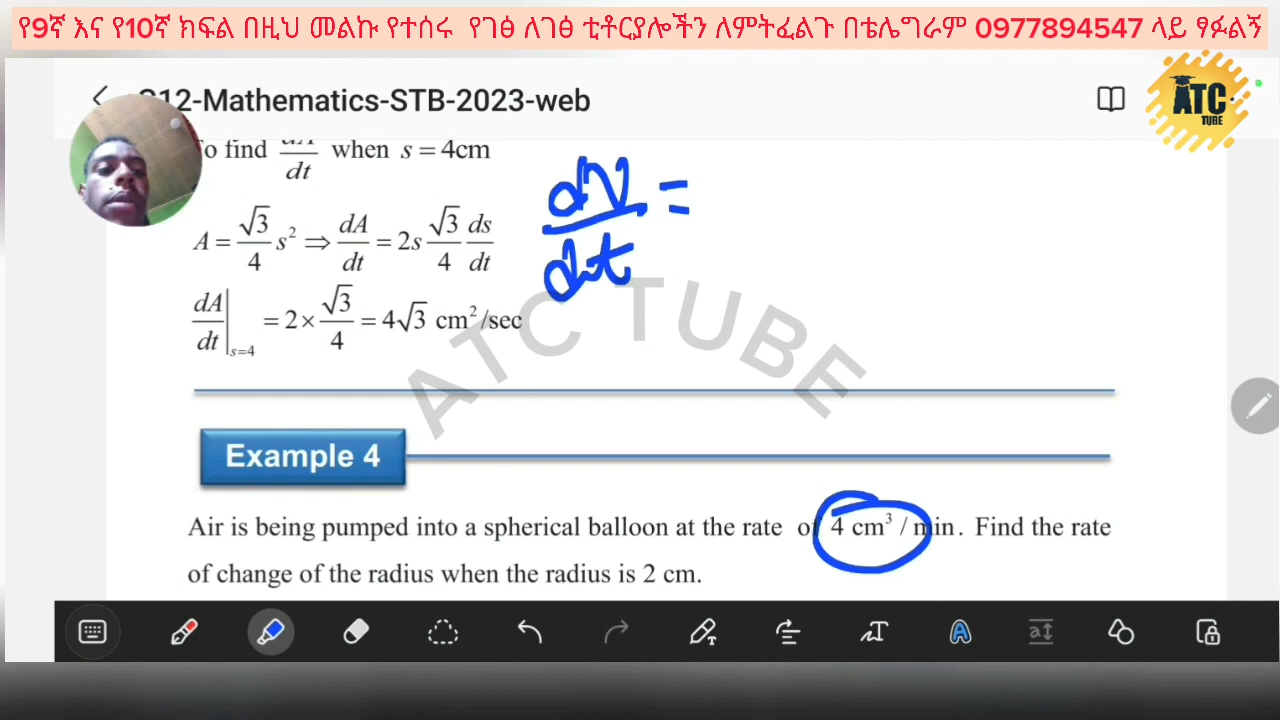 የ9ኛ እና የ10ኛ ክፍል በዚህ መልኩ የተሰሩ የገፅ ለገፅ ቲቶርያሎችን ለምትፈልጉ በቴሌግራም 0977894547 ላይ ፃፉልኝ
12-Mathematics-STB-2023-web
ATC
TUBE
o find dA/dt when s = 4cm
A = √3/4 s² ⇒ dA/dt = 2s √3/4 ds/dt
dA/dt|s=4 = 2 × √3/4 = 4√3 cm²/sec
dV/dt =
ATC TUBE
Example 4
Air is being pumped into a spherical balloon at the rate of 4 cm³ / min. Find the rate
of change of the radius when the radius is 2 cm.